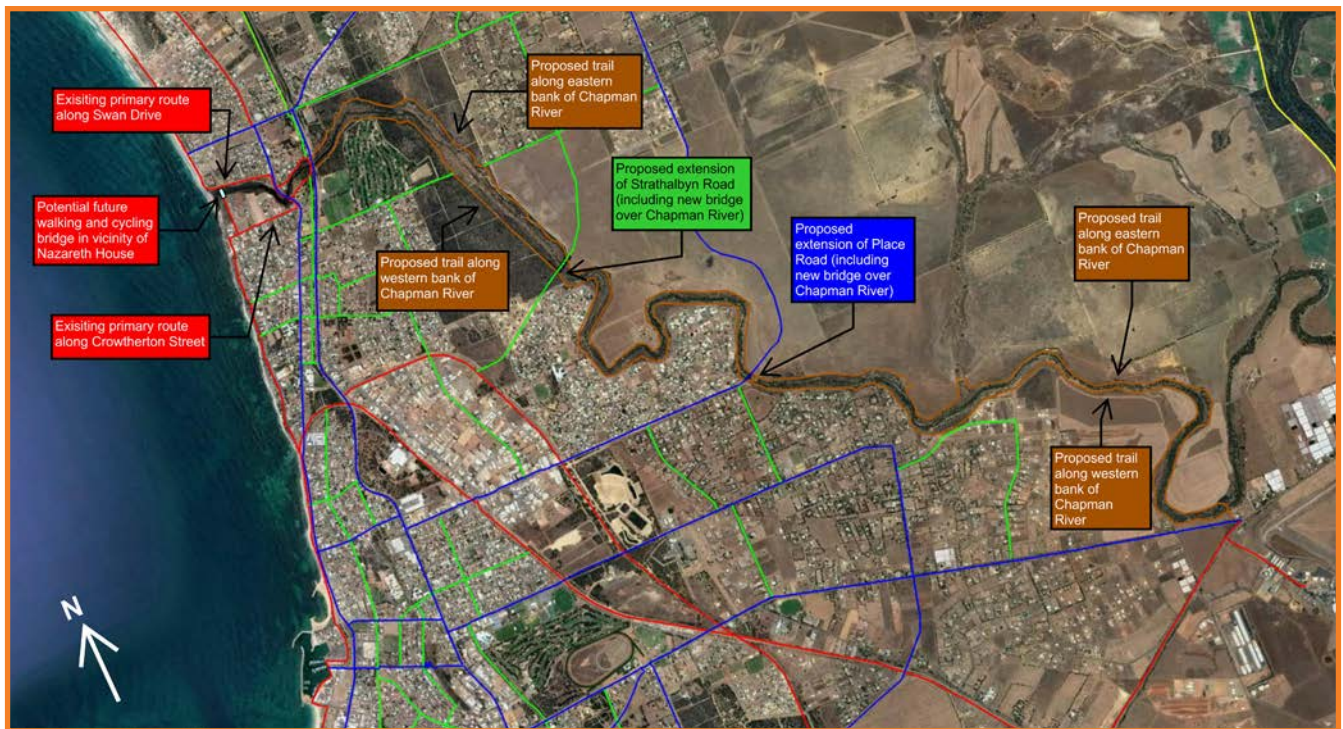 Proposed trail
along eastern
bank of Chapman
River
Exisiting primary route
along Swan Drive
Proposed extension
of Strathalbyn Road
(including new bridge
over Chapman River)
Potential future
walking and cycling
bridge in vicinity of
Nazareth House
Proposed trail along
western bank of
Chapman River
Proposed
extension of Place
Road (including
new bridge over
Chapman River)
Proposed trail
along eastern
bank of Chapman
River
Exisiting primary route
along Crowtherton Street
Proposed trail
along western
bank of
Chapman
River
N